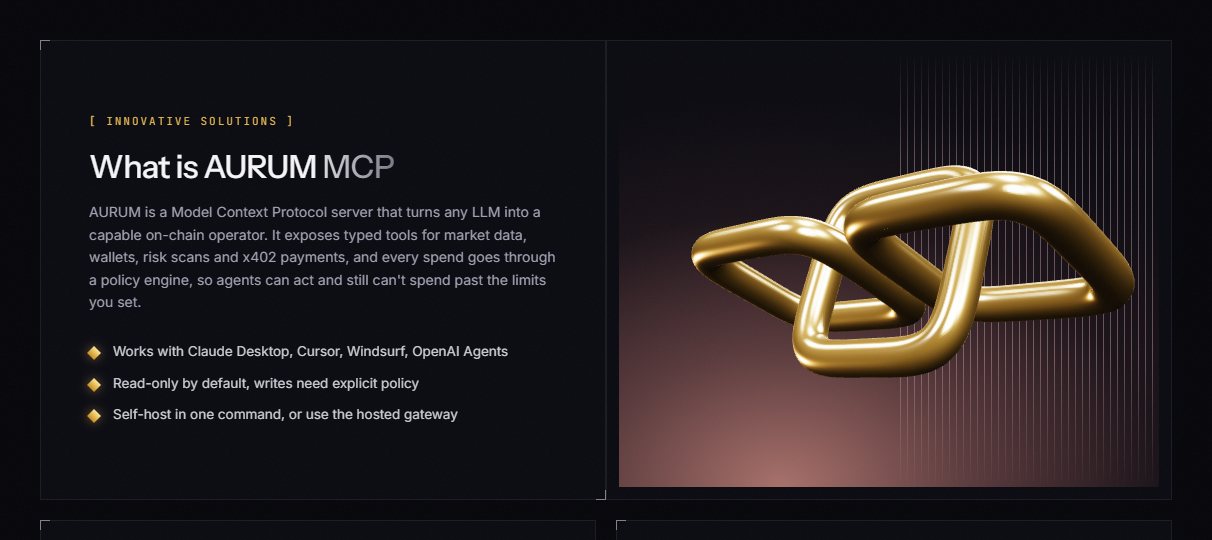 [ INNOVATIVE SOLUTIONS ]
What is AURUM MCP
AURUM is a Model Context Protocol server that turns any LLM into a
capable on-chain operator. It exposes typed tools for market data,
wallets, risk scans and x402 payments, and every spend goes through
a policy engine, so agents can act and still can't spend past the limits
you set.
Works with Claude Desktop, Cursor, Windsurf, OpenAI Agents
Read-only by default, writes need explicit policy
Self-host in one command, or use the hosted gateway